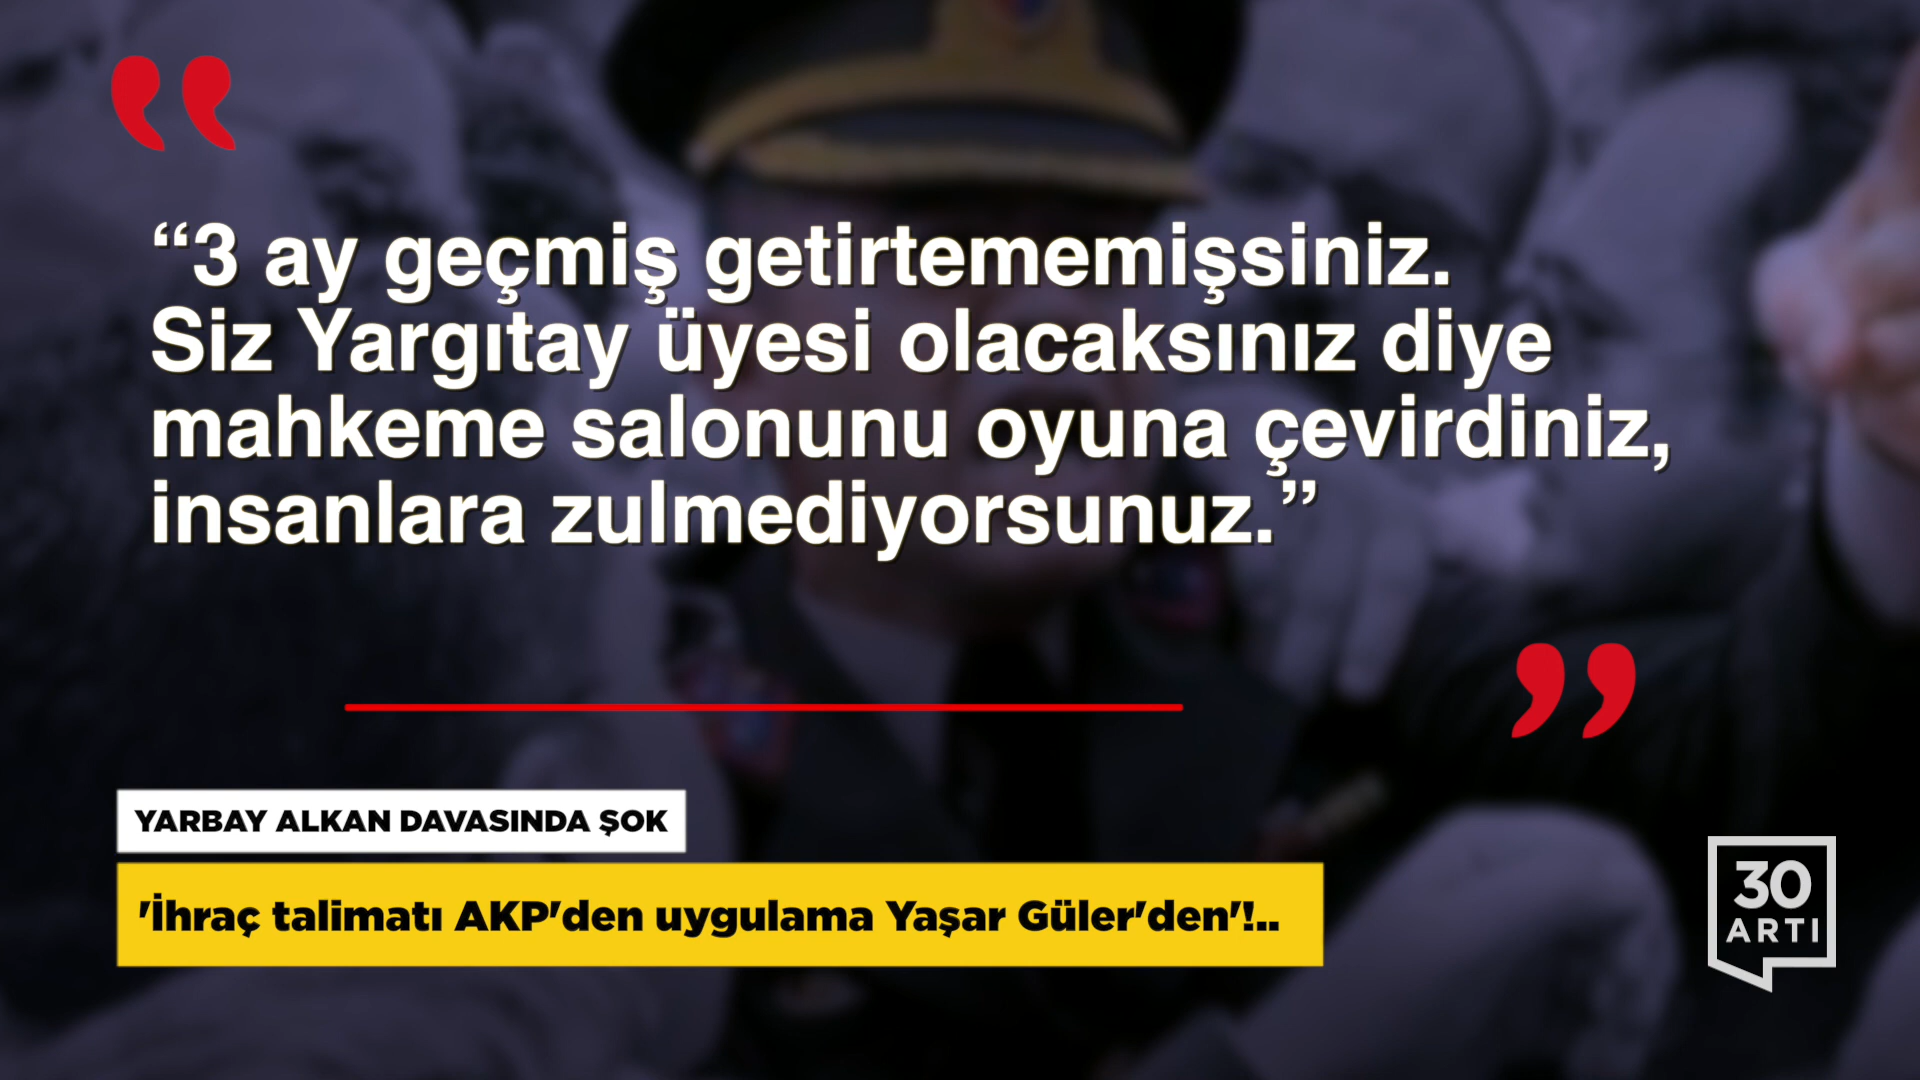 “3 ay geçmiş getirtememişsiniz.
Siz Yargıtay üyesi olacaksınız diye
mahkeme salonunu oyuna çevirdiniz,
insanlara zulmediyorsunuz.”
YARBAY ALKAN DAVASINDA ŞOK
'İhraç talimatı AKP'den uygulama Yaşar Güler'den'!..
30
ARTI